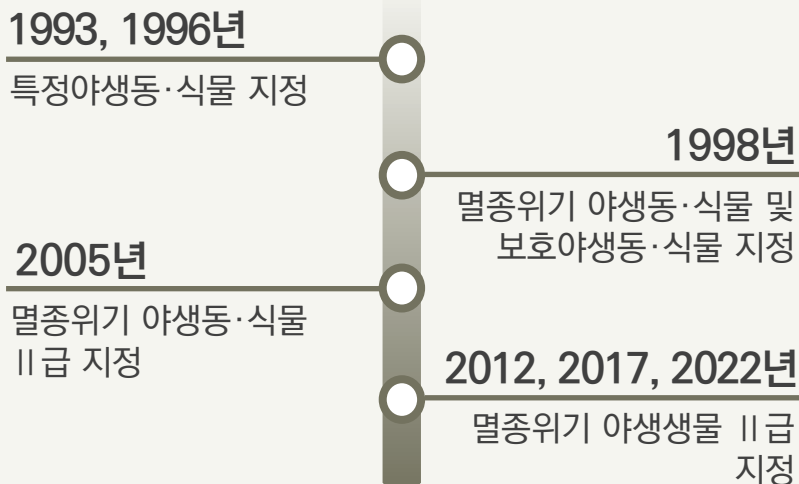 1993, 1996년
특정야생동·식물 지정
1998년
멸종위기 야생동·식물 및
보호야생동·식물 지정
2005년
멸종위기 야생동·식물
Ⅱ급 지정
2012, 2017, 2022년
멸종위기 야생생물 Ⅱ급
지정